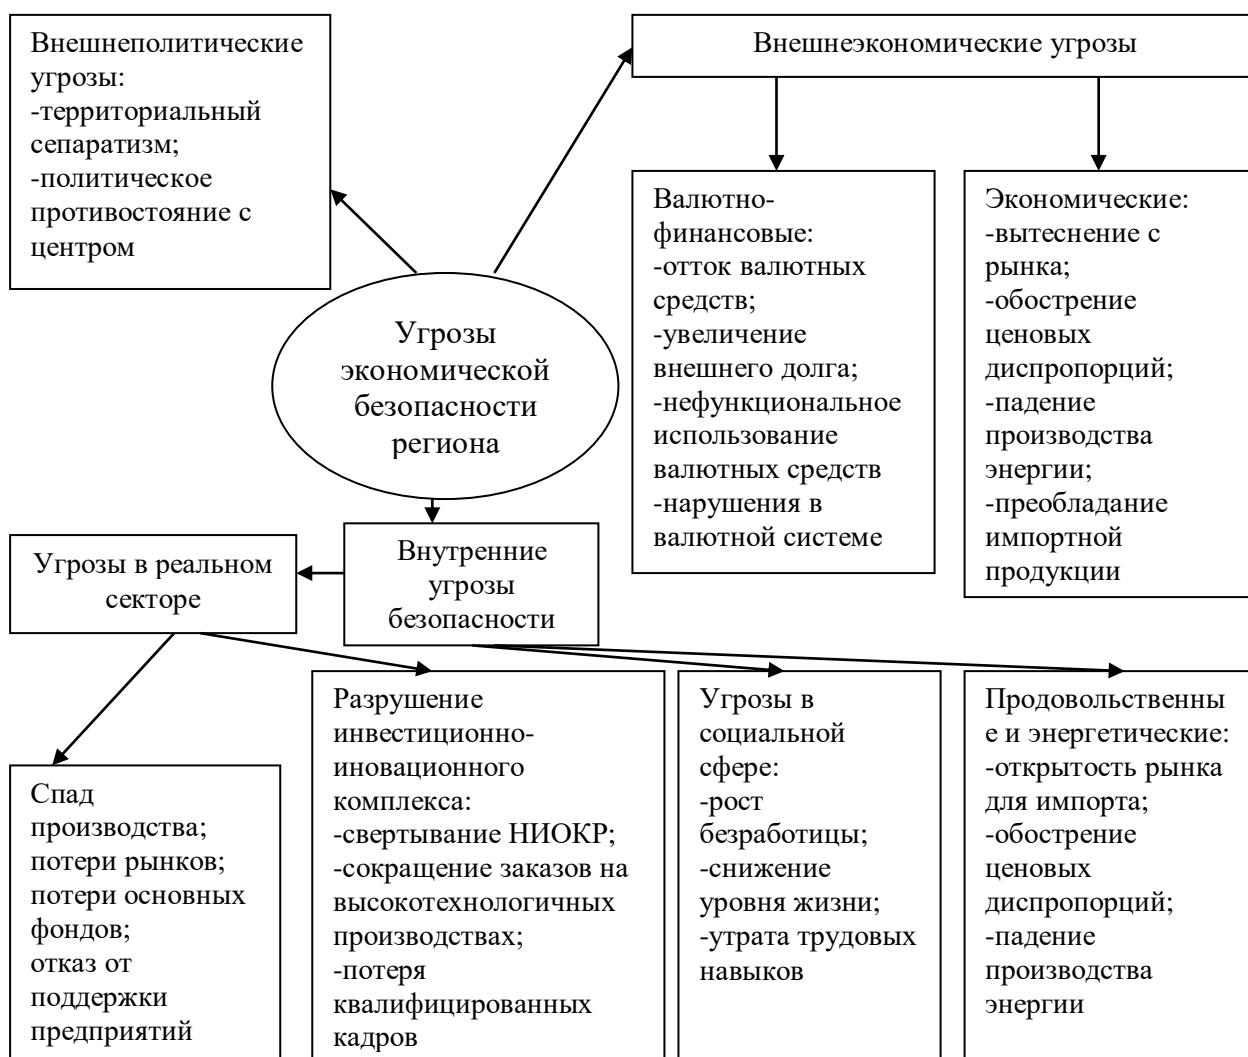 Внешнеполитические
угрозы:
-территориальный
сепаратизм;
-политическое
противостояние с
центром
Внешнеэкономические угрозы
Валютно-
финансовые:
-отток валютных
средств;
-увеличение
внешнего долга;
-нефункциональное
использование
валютных средств
-нарушения в
валютной системе
Экономические:
-вытеснение с
рынка;
-обострение
ценовых
диспропорций;
-падение
производства
энергии;
-преобладание
импортной
продукции
Угрозы
экономической
безопасности
региона
Внутренние
угрозы
безопасности
Угрозы в реальном
секторе
Спад
производства;
потери рынков;
потери основных
фондов;
отказ от
поддержки
предприятий
Разрушение
инвестиционно-
иновационного
комплекса:
-свертывание НИОКР;
-сокращение заказов на
высокотехнологичных
производствах;
-потеря
квалифицированных
кадров
Угрозы в
социальной
сфере:
-рост
безработицы;
-снижение
уровня жизни;
-утрата трудовых
навыков
Продовольственны
е и энергетические:
-открытость рынка
для импорта;
-обострение
ценовых
диспропорций;
-падение
производства
энергии